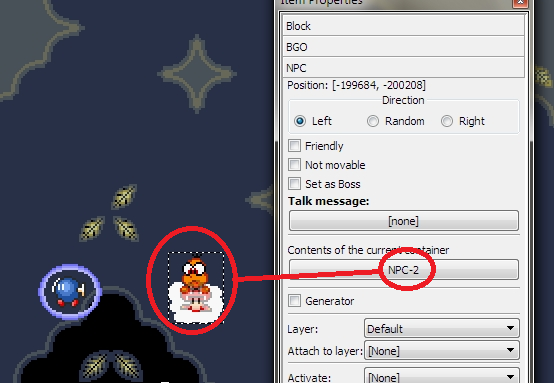 Item Properties
Block
BGO
NPC
Position: [-199684, -200208]
Direction
Left
Random
Right
Friendly
Not movable
Set as Boss
Talk message:
[none]
Contents of the current container
NPC-2
Generator
Layer:
Default
Attach to layer:
[None]
Activate:
[None]